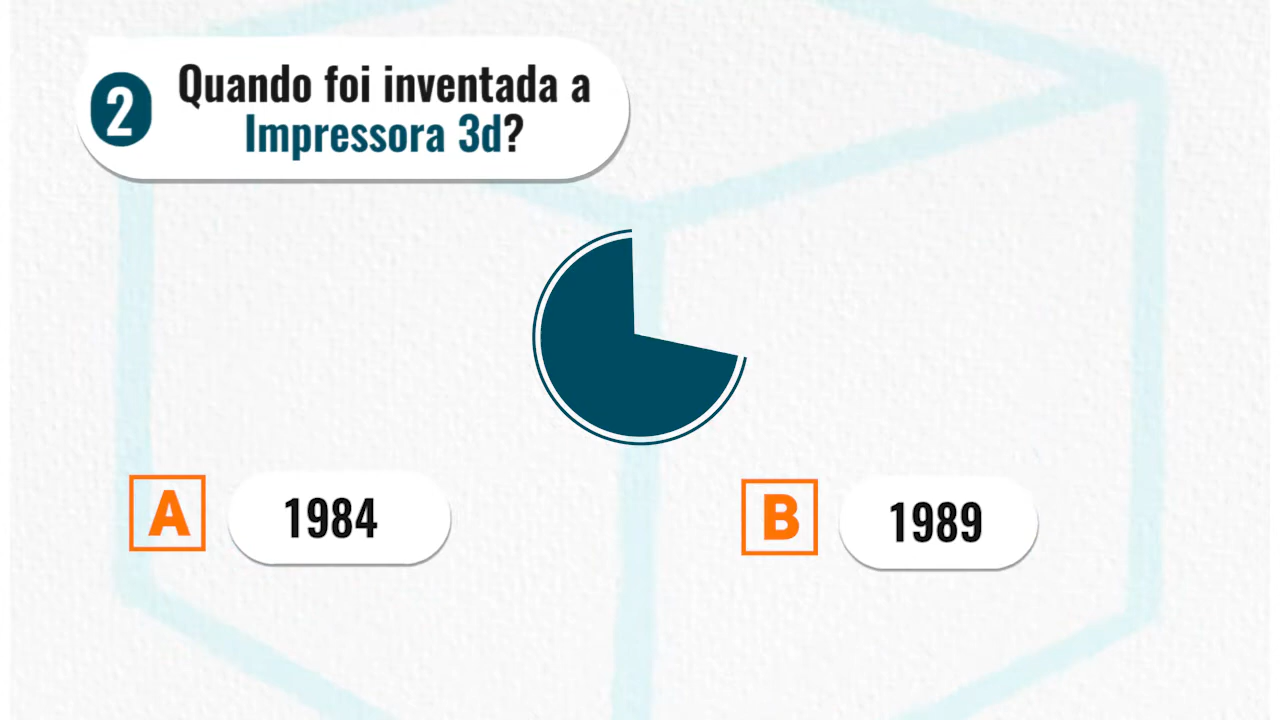 2
Quando foi inventada a
Impressora 3d?
A
1984
B
1989